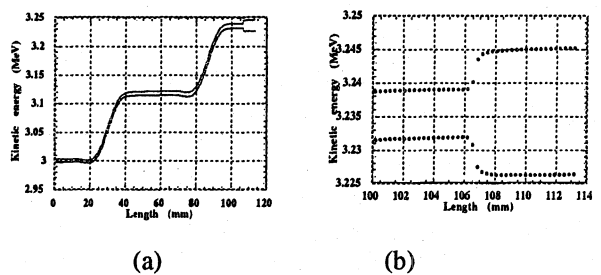 Kinetic energy (MeV)
3.25
3.2
3.15
3.1
3.05
3
2.95
0 20 40 60 80 100 120
Length (mm)
(a)
Kinetic energy (MeV)
3.25
3.245
3.24
3.235
3.23
3.225
100 102 104 106 108 110 112 114
Length (mm)
(b)